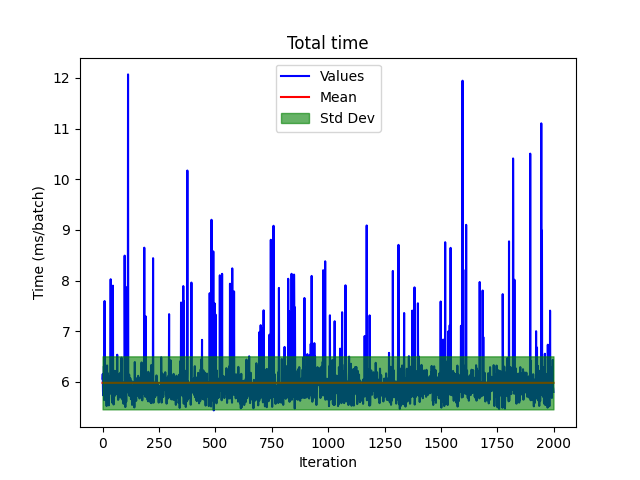 Total time
Values
Mean
Std Dev
12
11
10
9
8
7
6
Time (ms/batch)
0 250 500 750 1000 1250 1500 1750 2000
Iteration